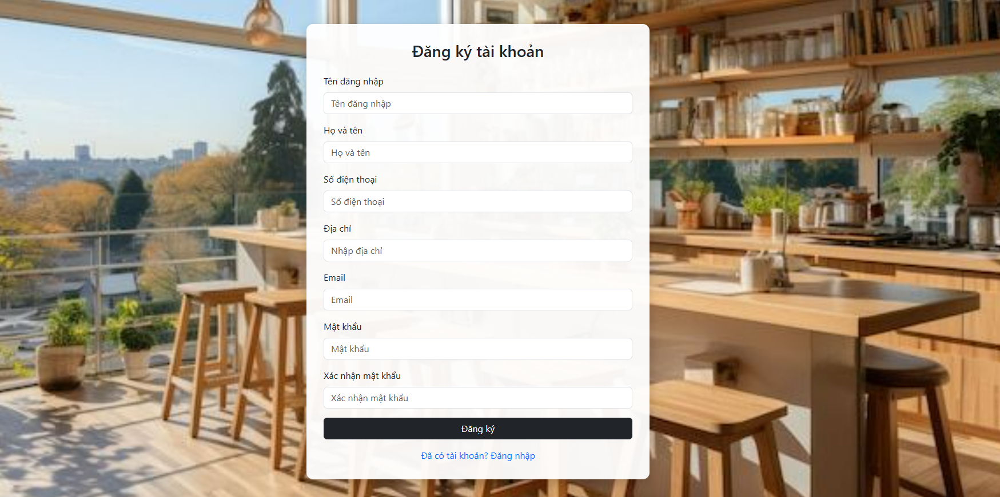 Đăng ký tài khoản
Tên đăng nhập
Tên đăng nhập
Họ và tên
Họ và tên
Số điện thoại
Số điện thoại
Địa chỉ
Nhập địa chỉ
Email
Email
Mật khẩu
Mật khẩu
Xác nhận mật khẩu
Xác nhận mật khẩu
Đăng ký
Đã có tài khoản? Đăng nhập